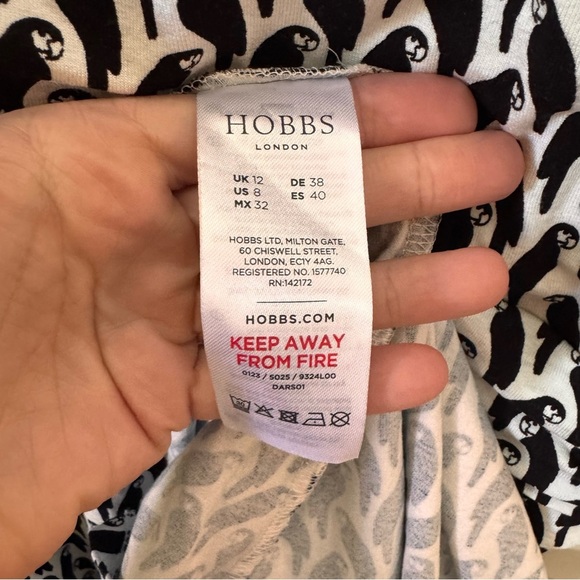 HOBBS
LONDON
UK 12 DE 38
US 8 ES 40
MX 32
HOBBS LTD, MILTON GATE,
60 CHISWELL STREET,
LONDON, EC1Y 4AG.
REGISTERED NO. 1577740
RN:142172
HOBBS.COM
KEEP AWAY
FROM FIRE
0123 / 5025 / 9324L00
DARS01